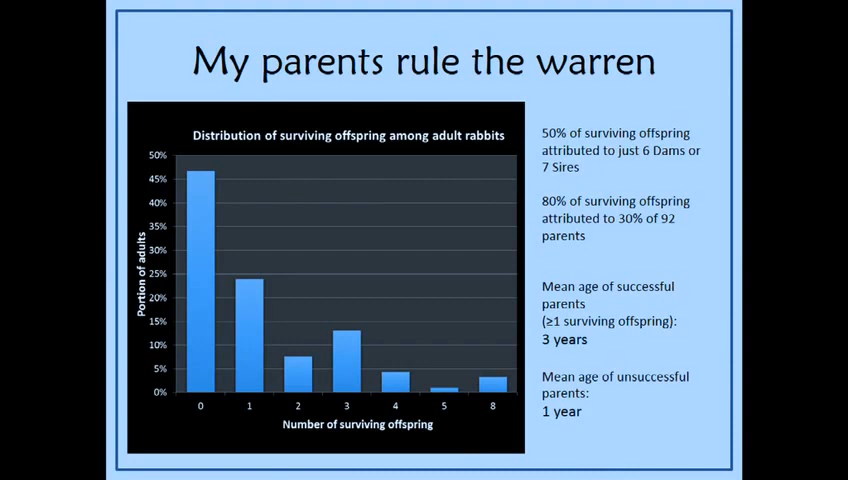 My parents rule the warren
Distribution of surviving offspring among adult rabbits
50%
45%
40%
35%
30%
25%
20%
15%
10%
5%
0%
Portion of adults
0 1 2 3 4 5 8
Number of surviving offspring
50% of surviving offspring
attributed to just 6 Dams or
7 Sires
80% of surviving offspring
attributed to 30% of 92
parents
Mean age of successful
parents
(≥1 surviving offspring):
3 years
Mean age of unsuccessful
parents:
1 year